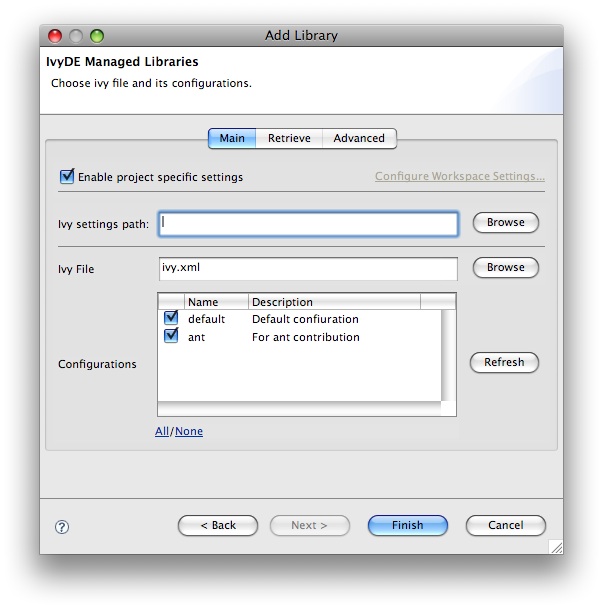 Add Library
IvyDE Managed Libraries
Choose ivy file and its configurations.
Main Retrieve Advanced
Enable project specific settings Configure Workspace Settings...
Ivy settings path: Browse
Ivy File ivy.xml Browse
Name Description
default Default confiuration
ant For ant contribution
Configurations Refresh
All/None
? < Back Next > Finish Cancel